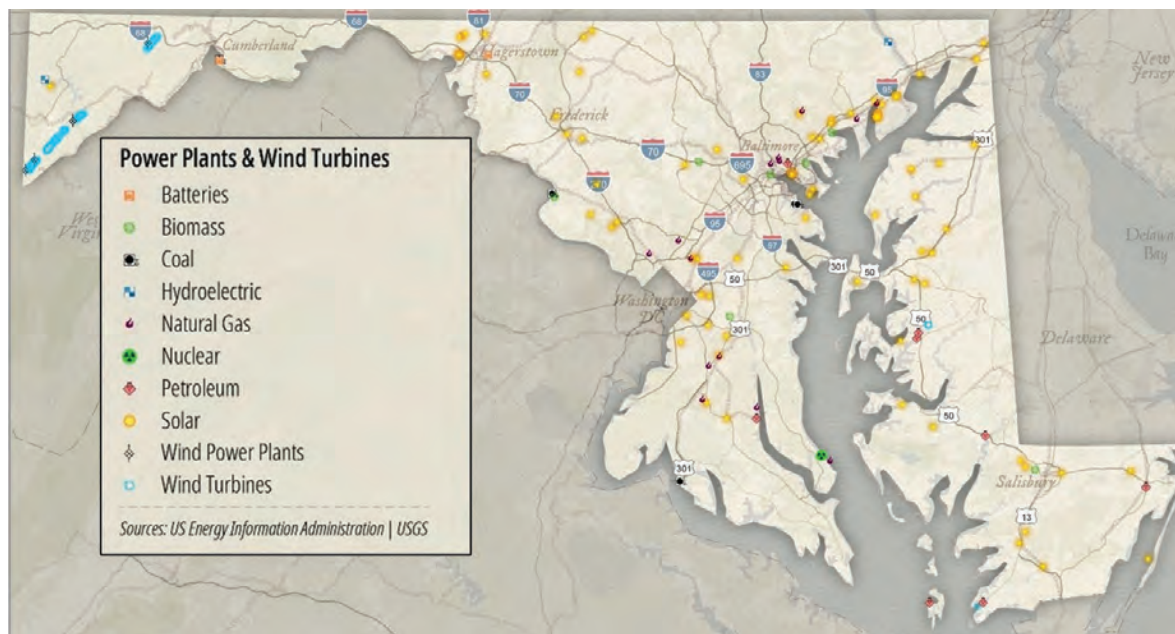 68
68
81
Cumberland
Hagerstown
83
New
Jersey
70
95
Frederick
301
70
695
Baltimore
Power Plants & Wind Turbines
Batteries
Biomass
Coal
Hydroelectric
Natural Gas
Nuclear
Petroleum
Solar
Wind Power Plants
Wind Turbines
Sources: US Energy Information Administration | USGS
West
Virginia
95
97
Delaware
Bay
301
50
495
50
Washington
DC
301
50
Delaware
50
301
Salisbury
13